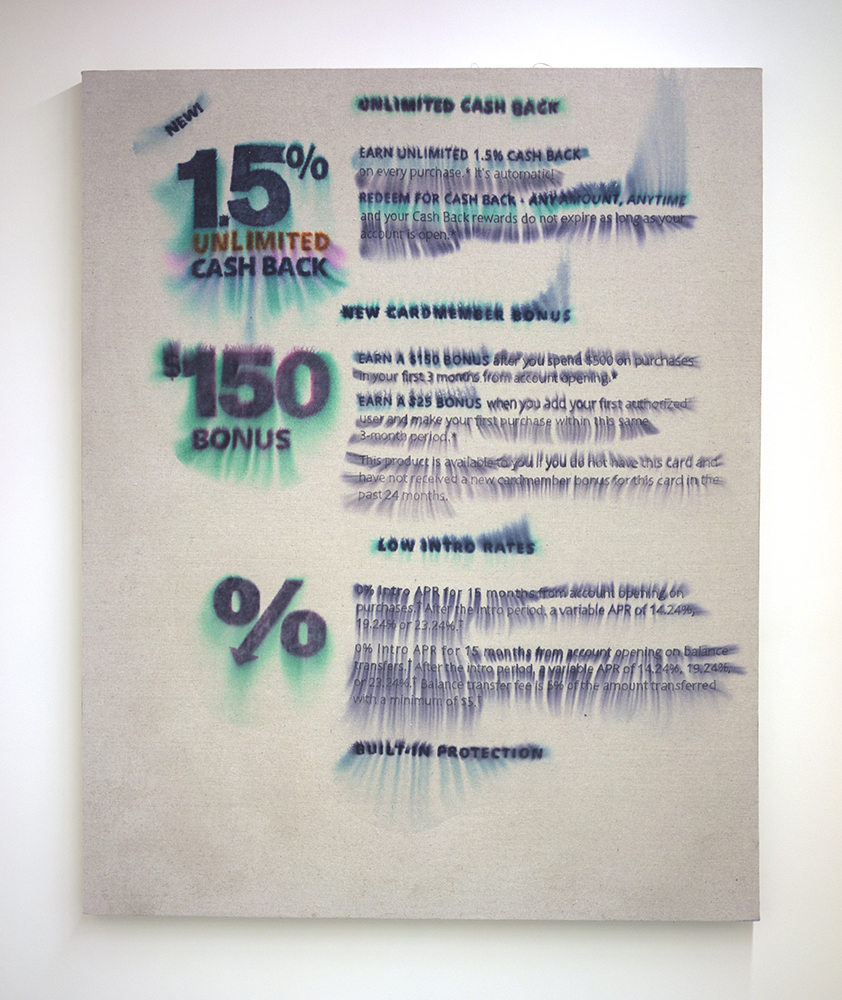 NEW!
1.5%
UNLIMITED
CASH BACK
UNLIMITED CASH BACK
EARN UNLIMITED 1.5% CASH BACK
on every purchase.* It's automatic!
REDEEM FOR CASH BACK - ANY AMOUNT, ANYTIME
and your Cash Back rewards do not expire as long as your
account is open.*
$150
BONUS
NEW CARDMEMBER BONUS
EARN A $150 BONUS after you spend $500 on purchases
in your first 3 months from account opening.*
EARN A $25 BONUS when you add your first authorized
user and make your first purchase within this same
3-month period.*
This product is available to you if you do not have this card and
have not received a new cardmember bonus for this card in the
past 24 months.
%
LOW INTRO RATES
0% Intro APR for 15 months from account opening on
purchases.† After the intro period, a variable APR of 14.24%,
19.24% or 23.24%.†
0% Intro APR for 15 months from account opening on balance
transfers.† After the intro period, a variable APR of 14.24%, 19.24%,
or 23.24%.† Balance transfer fee is 5% of the amount transferred
with a minimum of $5.†
BUILT-IN PROTECTION